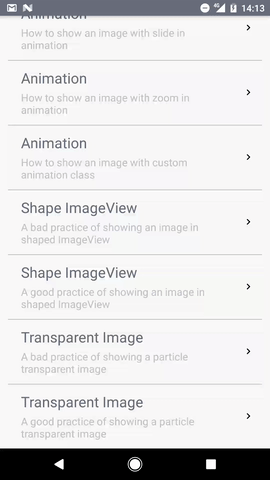 14:13
Animation
How to show an image with slide in
animation
Animation
How to show an image with zoom in
animation
Animation
How to show an image with custom
animation class
Shape ImageView
A bad practice of showing an image in
shaped ImageView
Shape ImageView
A good practice of showing an image in
shaped ImageView
Transparent Image
A bad practice of showing a particle
transparent image
Transparent Image
A good practice of showing a particle
transparent image